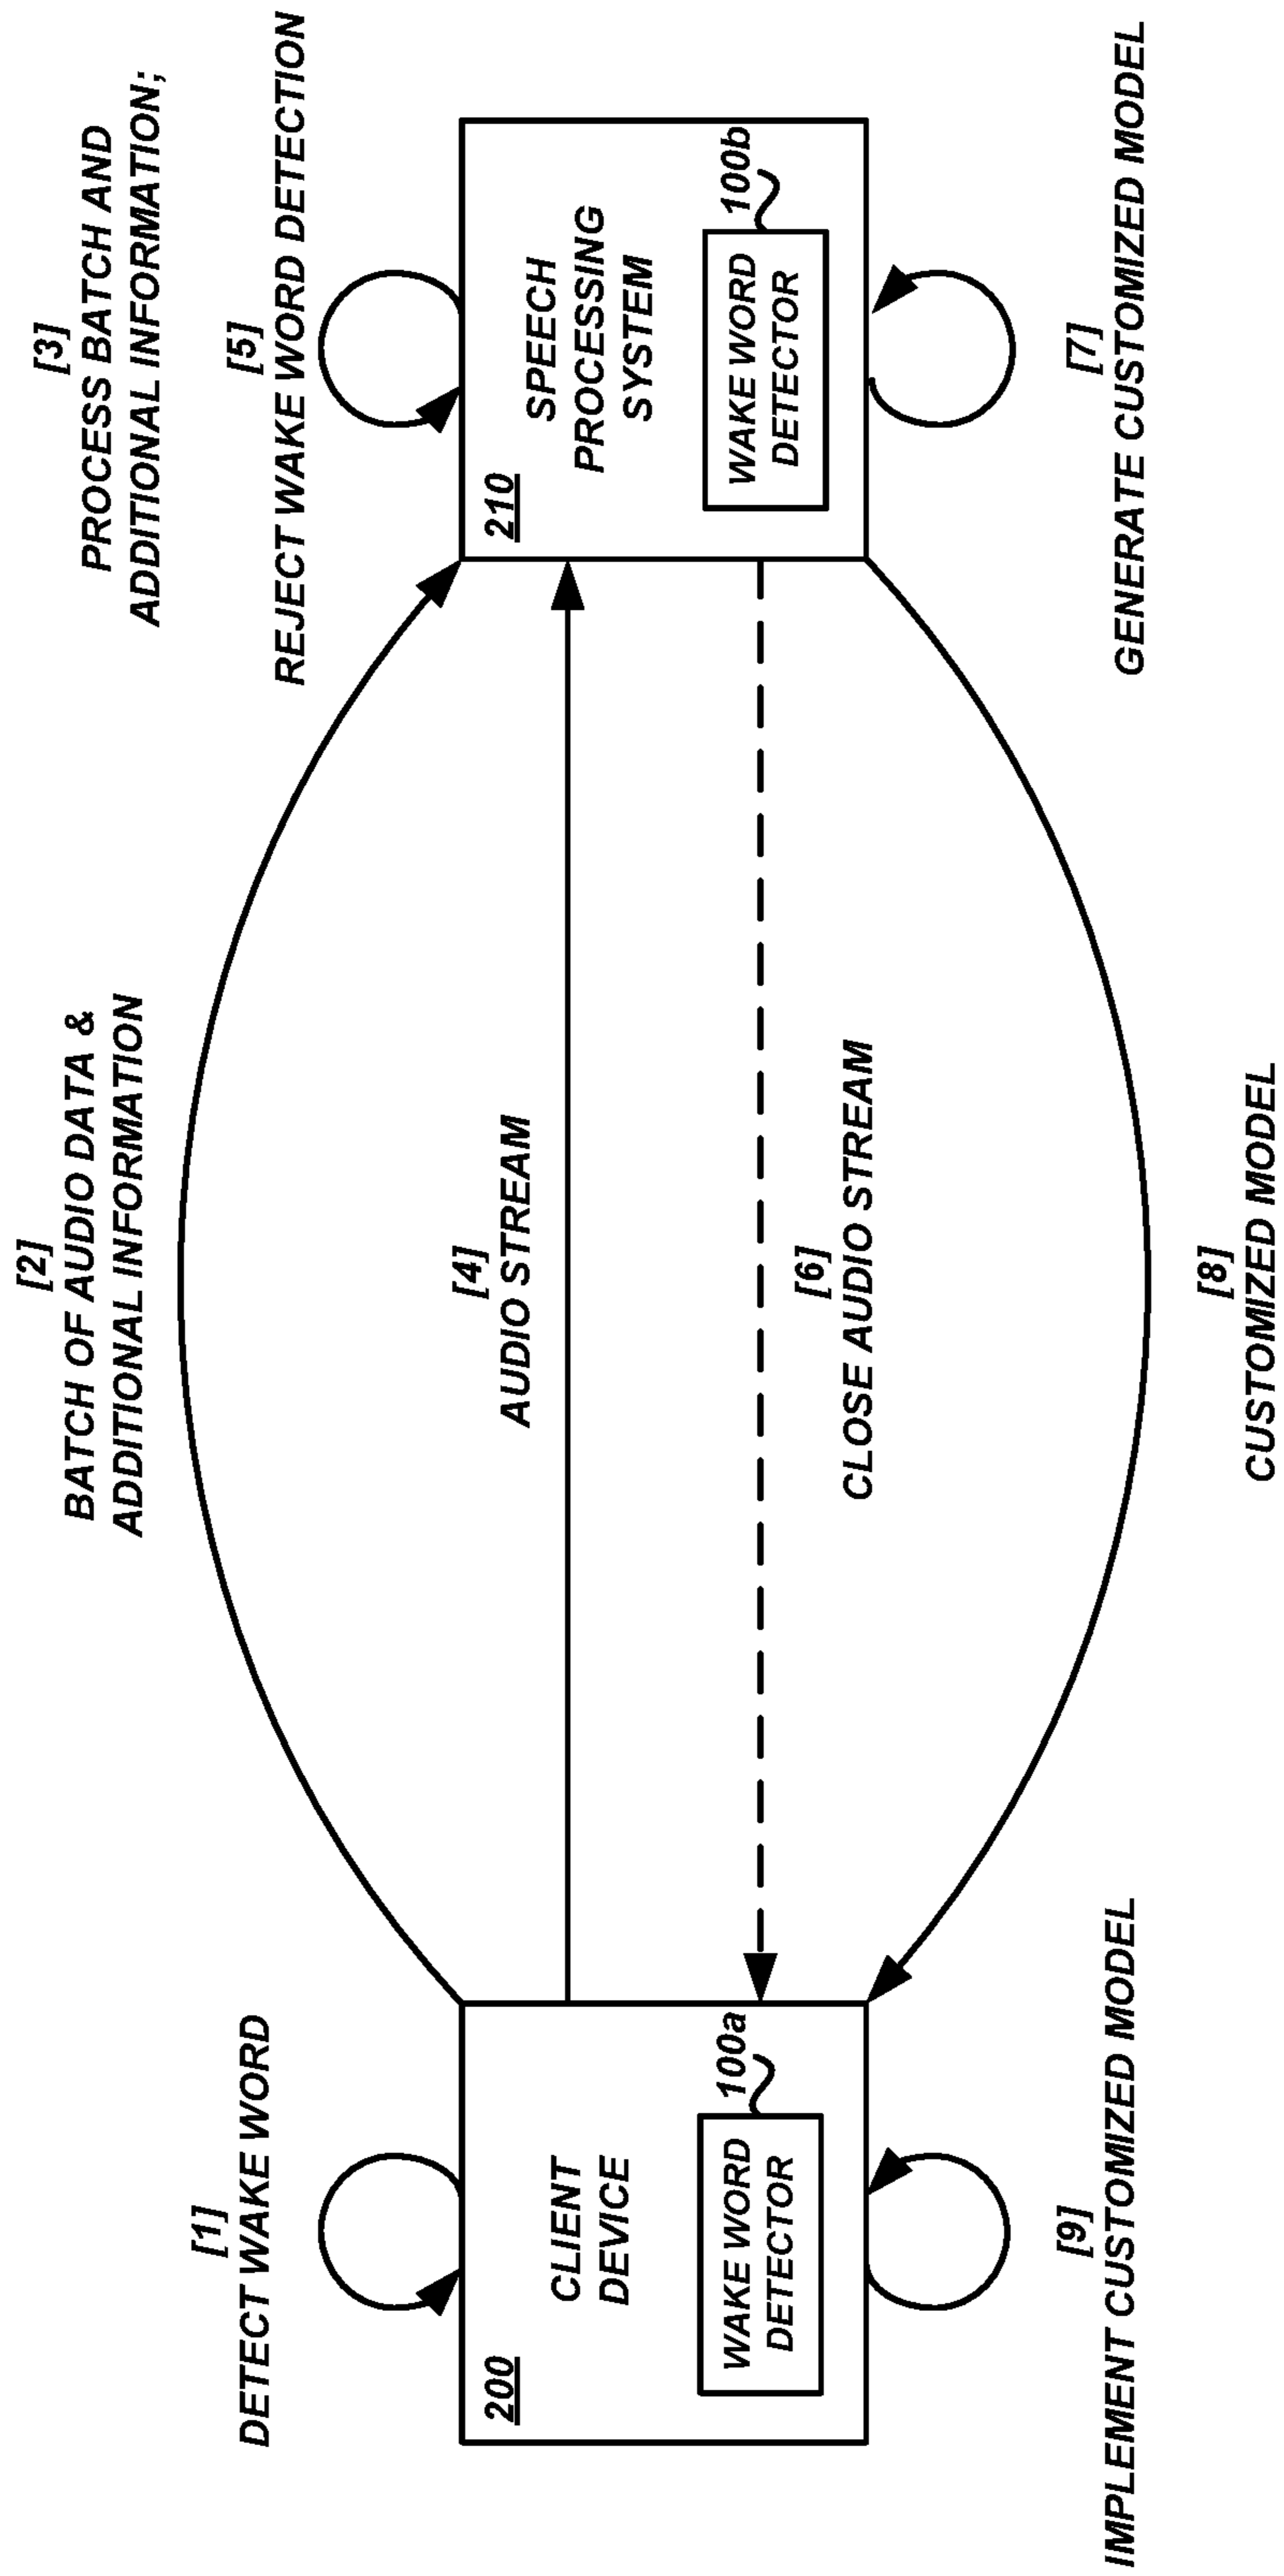 [1]
DETECT WAKE WORD
[2]
BATCH OF AUDIO DATA &
ADDITIONAL INFORMATION
[3]
PROCESS BATCH AND
ADDITIONAL INFORMATION;
[5]
REJECT WAKE WORD DETECTION
200
CLIENT
DEVICE
WAKE WORD
DETECTOR
100a
[4]
AUDIO STREAM
[6]
CLOSE AUDIO STREAM
210
SPEECH
PROCESSING
SYSTEM
WAKE WORD
DETECTOR
100b
[9]
IMPLEMENT CUSTOMIZED MODEL
[8]
CUSTOMIZED MODEL
[7]
GENERATE CUSTOMIZED MODEL